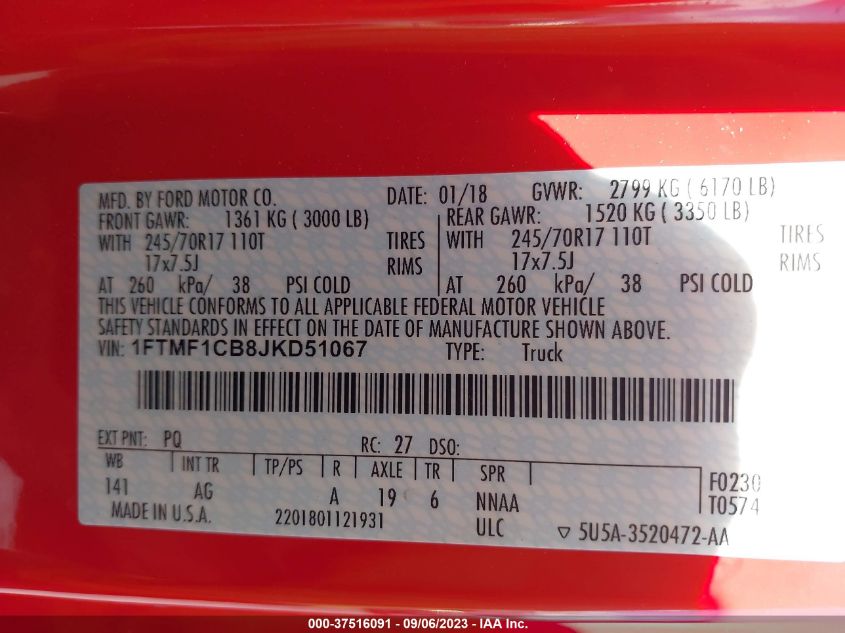 MFD. BY FORD MOTOR CO. DATE: 01/18 GVWR: 2799 KG ( 6170 LB)
FRONT GAWR: 1361 KG ( 3000 LB) REAR GAWR: 1520 KG ( 3350 LB)
WITH 245/70R17 110T TIRES WITH 245/70R17 110T TIRES
17x7.5J RIMS 17x7.5J RIMS
AT 260 kPa/ 38 PSI COLD AT 260 kPa/ 38 PSI COLD
THIS VEHICLE CONFORMS TO ALL APPLICABLE FEDERAL MOTOR VEHICLE
SAFETY STANDARDS IN EFFECT ON THE DATE OF MANUFACTURE SHOWN ABOVE.
VIN: 1FTMF1CB8JKD51067 TYPE: Truck
EXT PNT: PQ RC: 27 DSO:
WB INT TR TP/PS R AXLE TR SPR
141 AG A 19 6 NNAA F0230
T0574
MADE IN U.S.A. 2201801121931 ULC ▽ 5U5A-3520472-AA
000-37516091 - 09/06/2023 - IAA Inc.